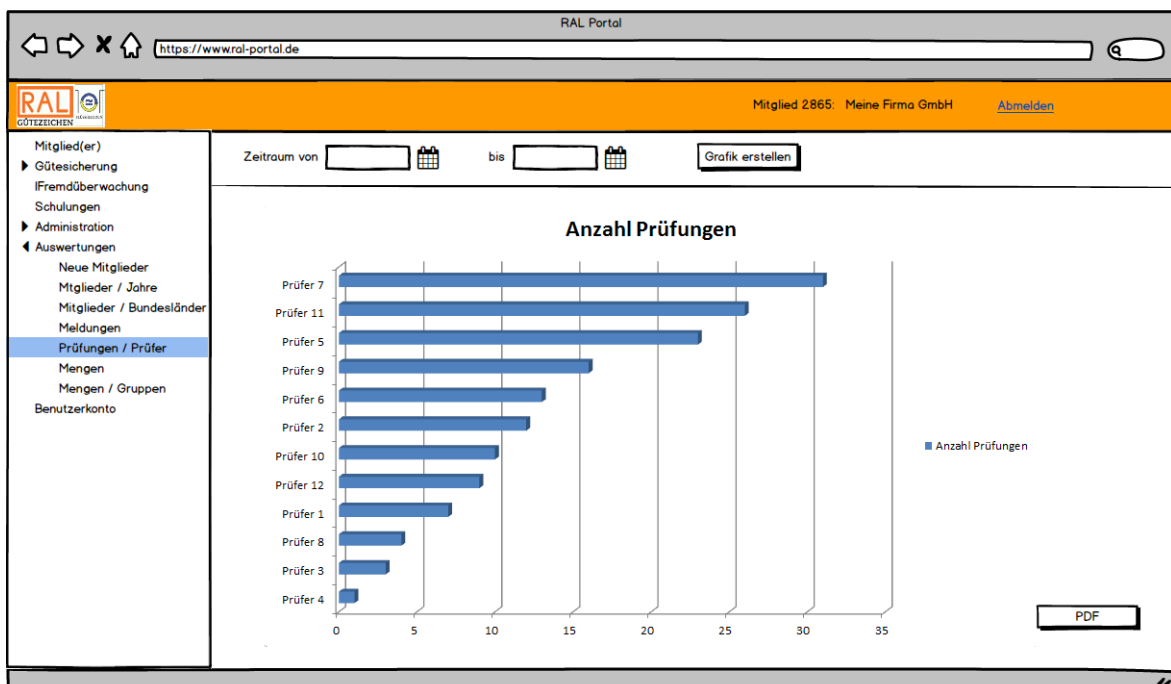 RAL Portal
https://www.ral-portal.de
RAL
GÜTEZEICHEN
Mitglied 2865: Meine Firma GmbH
Abmelden
Mitglied(er)
Gütesicherung
IFremdüberwachung
Schulungen
Administration
Auswertungen
Neue Mitglieder
Mtglieder / Jahre
Mitglieder / Bundesländer
Meldungen
Prüfungen / Prüfer
Mengen
Mengen / Gruppen
Benutzerkonto
Zeitraum von
bis
Grafik erstellen
Anzahl Prüfungen
Prüfer 7
Prüfer 11
Prüfer 5
Prüfer 9
Prüfer 6
Prüfer 2
Prüfer 10
Prüfer 12
Prüfer 1
Prüfer 8
Prüfer 3
Prüfer 4
0 5 10 15 20 25 30 35
Anzahl Prüfungen
PDF